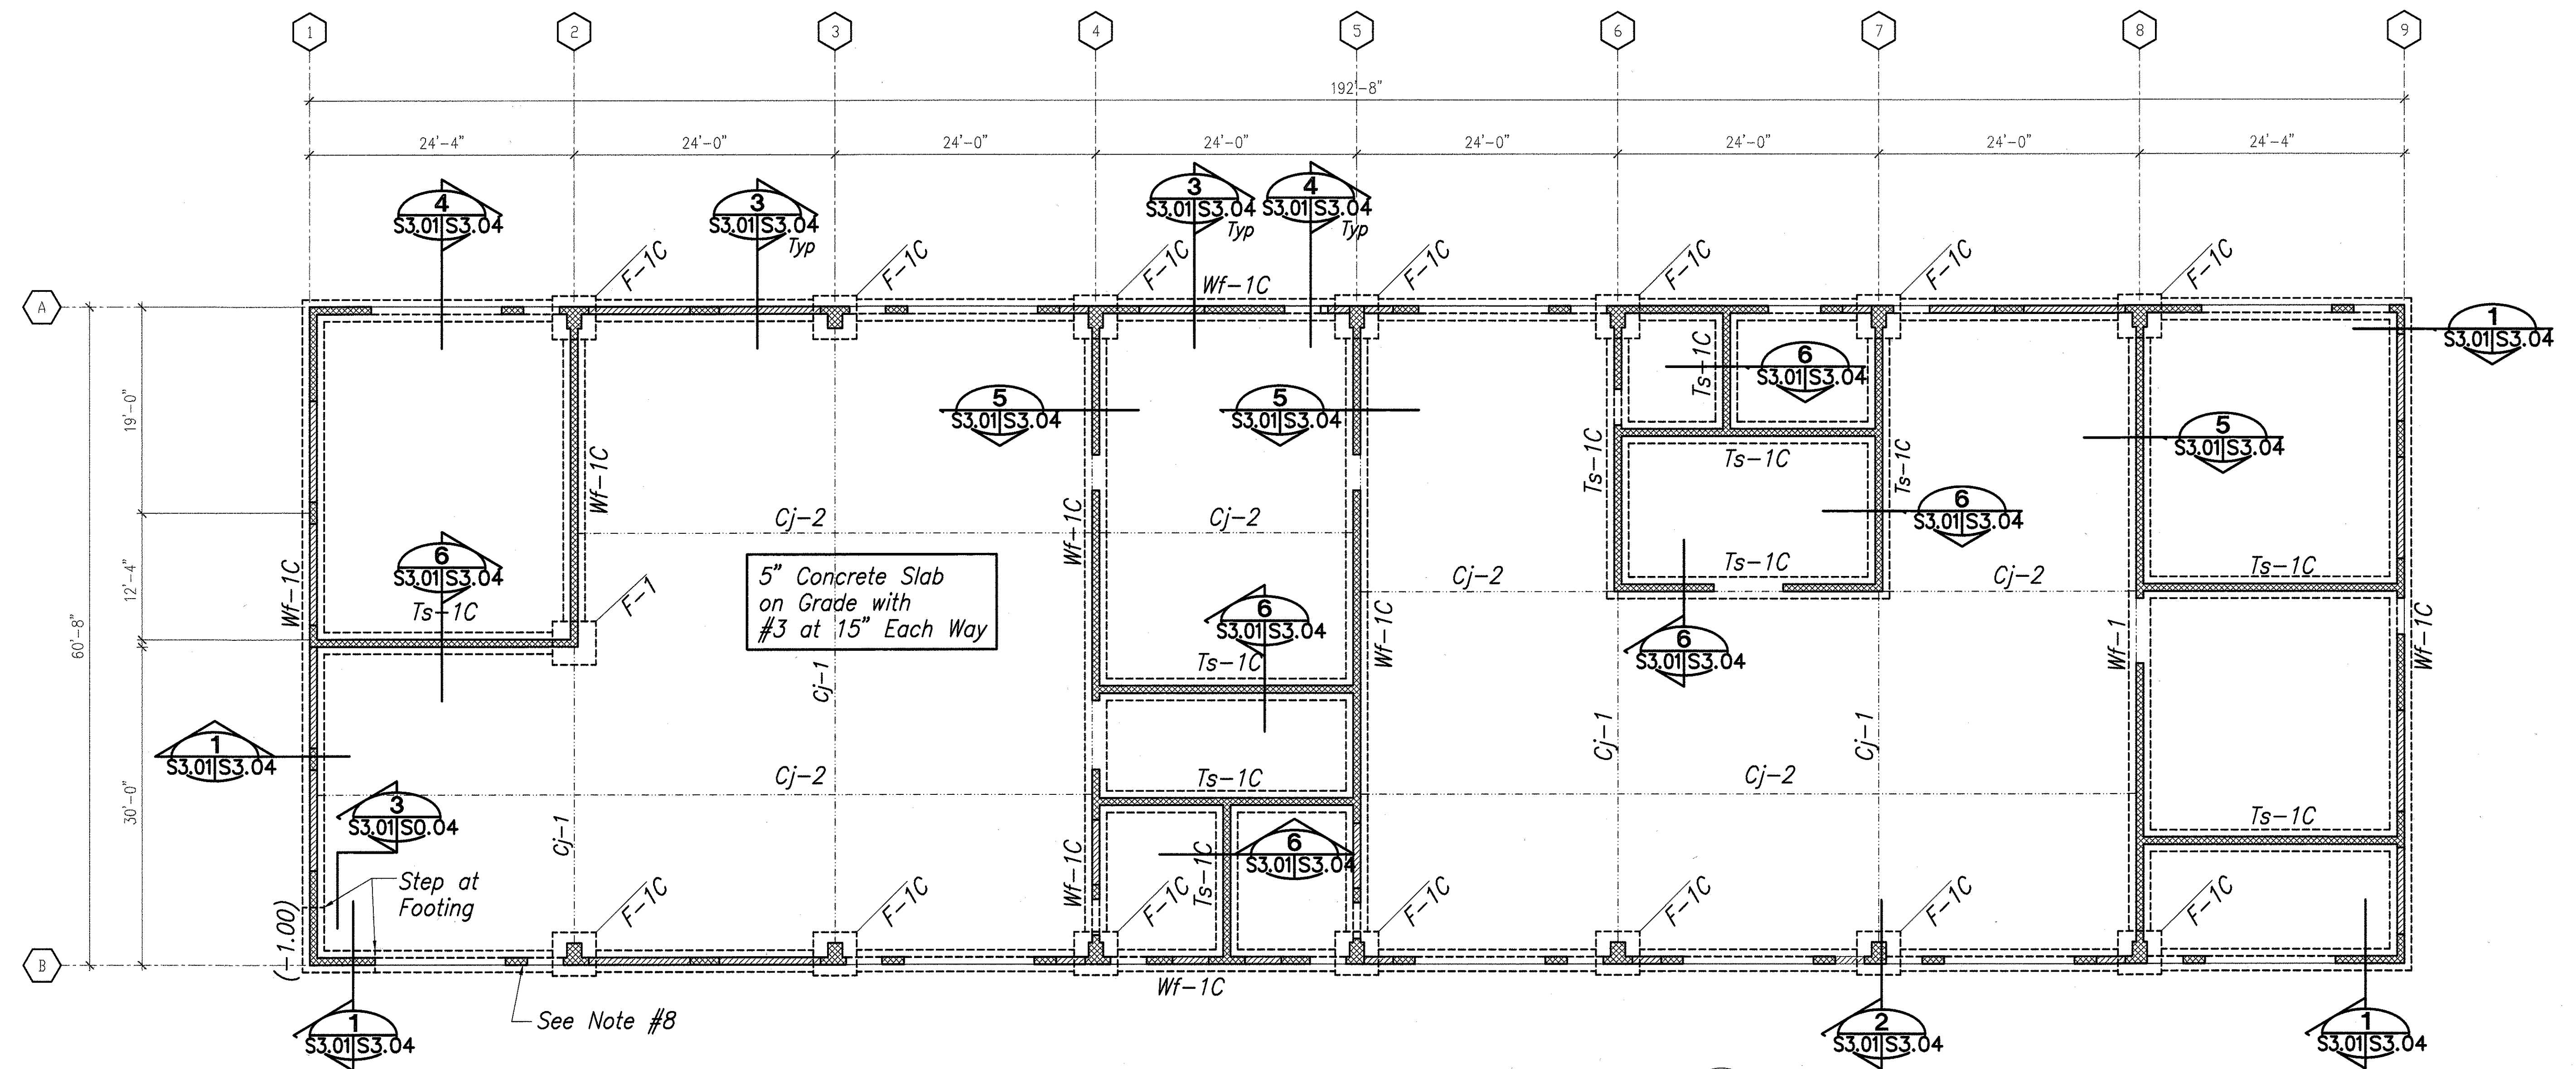 1 2 3 4 5 6 7 8 9
192'-8"
24'-4" 24'-0" 24'-0" 24'-0" 24'-0" 24'-0" 24'-0" 24'-4"
4
S3.01 S3.04
3
S3.01 S3.04
Typ
3
S3.01 S3.04
Typ
4
S3.01 S3.04
Typ
F-1C F-1C F-1C F-1C F-1C F-1C F-1C
Wf-1C
A
1
S3.01 S3.04
19'-0"
12'-4"
60'-8"
30'-0"
Wf-1C
5
S3.01 S3.04
5
S3.01 S3.04
Ts-1C
6
S3.01 S3.04
5
S3.01 S3.04
Ts-1C
Ts-1C
Ts-1C
6
S3.01 S3.04
Cj-2
Wf-1C
Cj-2
6
S3.01 S3.04
Ts-1C
Wf-1C
F-1
5" Concrete Slab
on Grade with
#3 at 15" Each Way
Cj-1
6
S3.01 S3.04
Ts-1C
Wf-1C
Cj-2
Ts-1C
6
S3.01 S3.04
Cj-2
Wf-1
Ts-1C
Wf-1C
1
S3.01 S3.04
Cj-2
Ts-1C
Cj-1
Cj-1
Cj-2
3
S3.01 S0.04
Cj-1
Wf-1C
Ts-1C
6
S3.01 S3.04
Ts-1C
Step at
Footing
(-1.00)
F-1C F-1C F-1C F-1C F-1C F-1C F-1C
B
Wf-1C
See Note #8
1
S3.01 S3.04
2
S3.01 S3.04
1
S3.01 S3.04